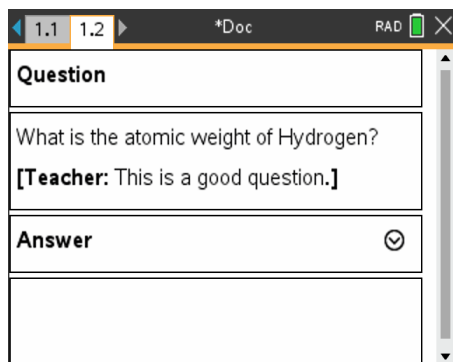 1.1 1.2 *Doc RAD
Question
What is the atomic weight of Hydrogen?
[Teacher: This is a good question.]
Answer